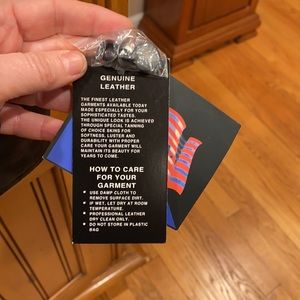 GENUINE
LEATHER
THE FINEST LEATHER
GARMENTS AVAILABLE TODAY
MADE ESPECIALLY FOR YOUR
SOPHISTICATED TASTES.
THE UNIQUE LOOK IS ACHIEVED
THROUGH SPECIAL TANNING
OF CHOICE SKINS FOR
SOFTNESS, LUSTER AND
DURABILITY WITH PROPER
CARE YOUR GARMENT WILL
MAINTAIN ITS BEAUTY FOR
YEARS TO COME.
HOW TO CARE
FOR YOUR
GARMENT
• USE DAMP CLOTH TO
REMOVE SURFACE DIRT.
• IF WET, LET DRY AT ROOM
TEMPERATURE.
• PROFESSIONAL LEATHER
DRY CLEAN ONLY.
• DO NOT STORE IN PLASTIC
BAG